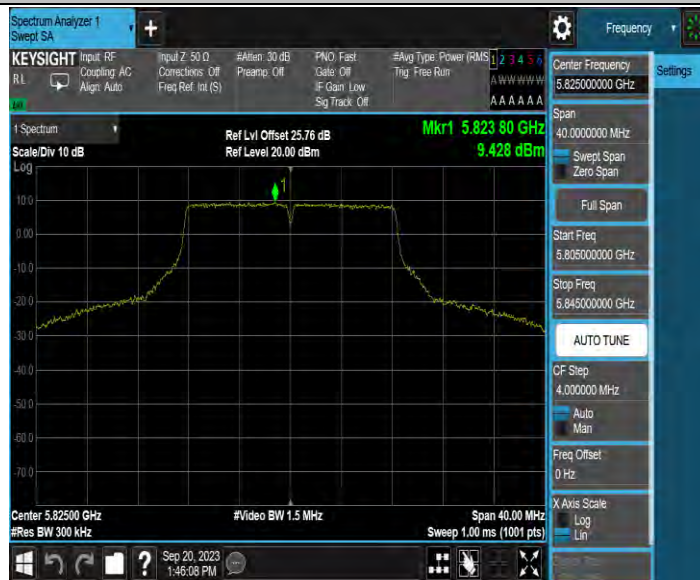 Spectrum Analyzer 1
Swept SA
+
Frequency
KEYSIGHT
RL
Input: RF
Coupling: AC
Align: Auto
Input Z: 50 Ω
Corrections: Off
Freq Ref: Int (S)
#Atten: 30 dB
Preamp: Off
PNO: Fast
Gate: Off
IF Gain: Low
Sig Track: Off
#Avg Type: Power (RMS
Trig: Free Run
1 2 3 4 5 6
A W W W W W
A A A A A A
Center Frequency
5.825000000 GHz
Settings
Span
40.0000000 MHz
Swept Span
Zero Span
Full Span
Start Freq
5.805000000 GHz
Stop Freq
5.845000000 GHz
AUTO TUNE
CF Step
4.000000 MHz
Auto
Man
Freq Offset
0 Hz
X Axis Scale
Log
Lin
1 Spectrum
Scale/Div 10 dB
Log
Ref Lvl Offset 25.76 dB
Ref Level 20.00 dBm
Mkr1 5.823 80 GHz
9.428 dBm
1
10.0
0.00
-10.0
-20.0
-30.0
-40.0
-50.0
-60.0
-70.0
Center 5.82500 GHz
#Res BW 300 kHz
#Video BW 1.5 MHz
Span 40.00 MHz
Sweep 1.00 ms (1001 pts)
?
Sep 20, 2023
1:46:08 PM